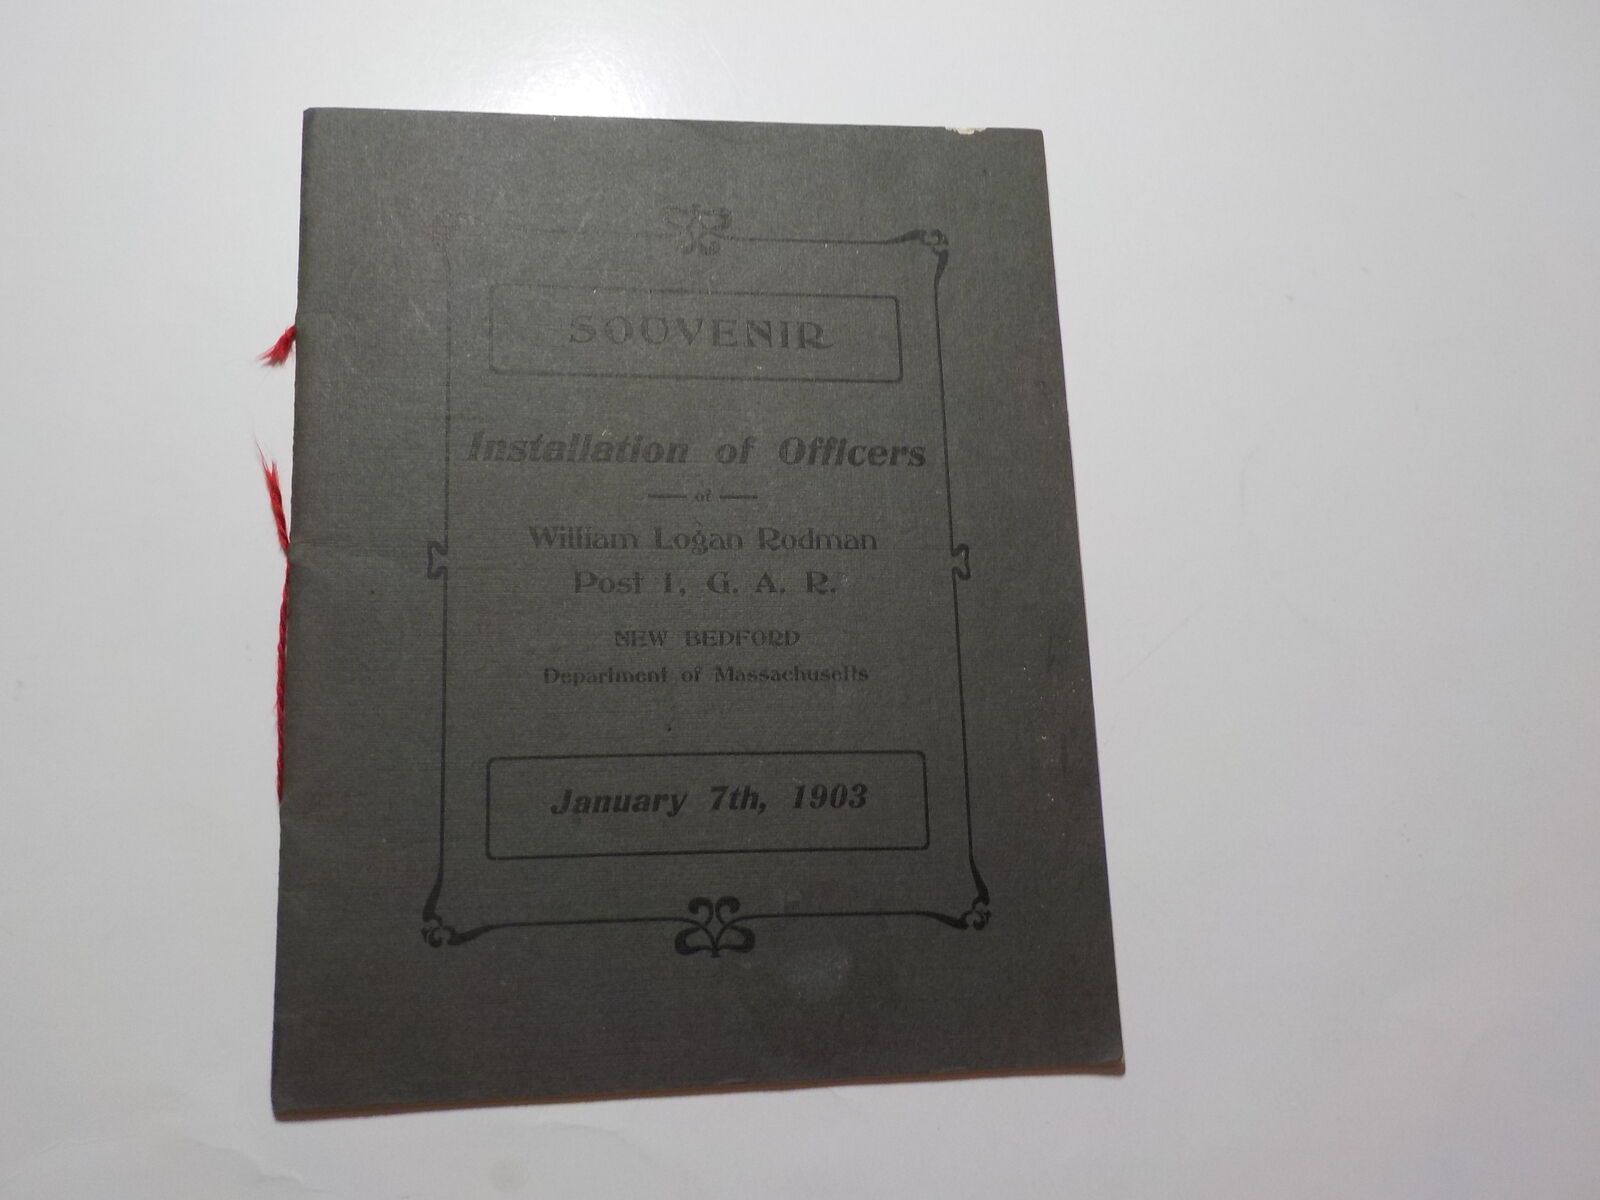 SOUVENIR
Installation of Officers
of
William Logan Rodman
Post 1, G. A. R.
NEW BEDFORD
Department of Massachusetts
January 7th, 1903